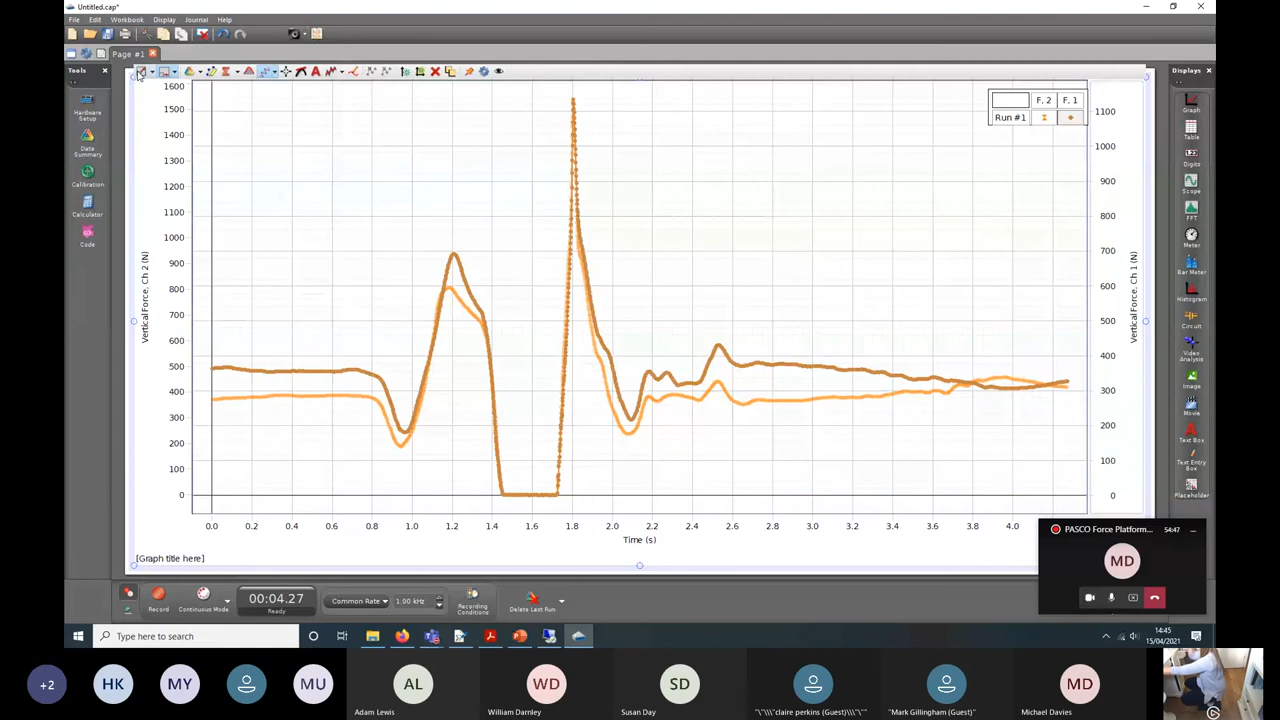 Untitled.cap*
File Edit Workbook Display Journal Help
Page #1
Tools
Displays
Hardware Setup
Data Summary
Calibration
Calculator
Code
Graph
Table
Digits
Scope
FFT
Meter
Bar Meter
Histogram
Circuit
Video Analysis
Image
Movie
Text Box
Text Entry Box
Placeholder
F. 2 F. 1
Run #1
Vertical Force, Ch 2 (N)
1600
1500
1400
1300
1200
1100
1000
900
800
700
600
500
400
300
200
100
0
1100
1000
900
800
700
600
500
400
300
200
100
0
Vertical Force, Ch 1 (N)
0.0 0.2 0.4 0.6 0.8 1.0 1.2 1.4 1.6 1.8 2.0 2.2 2.4 2.6 2.8 3.0 3.2 3.4 3.6 3.8 4.0
Time (s)
[Graph title here]
PASCO Force Platform... 54:47
MD
Record
Continuous Mode
00:04.27
Ready
Common Rate 1.00 kHz
Recording Conditions
Delete Last Run
Type here to search
14:45
15/04/2021
+2 HK MY MU AL WD SD MD
Adam Lewis
William Darnley
Susan Day
"\"\\\"claire perkins (Guest)\\\"\"
"Mark Gillingham (Guest)"
Michael Davies